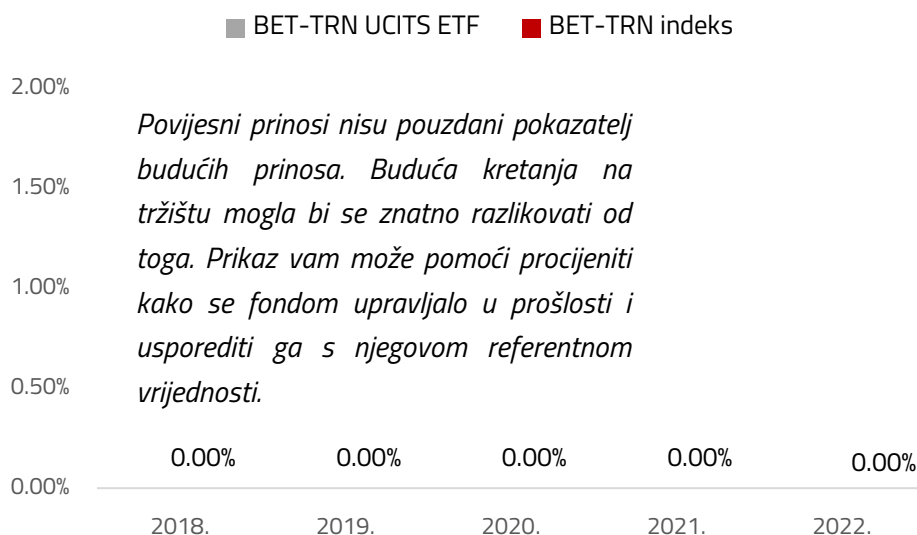 BET-TRN UCITS ETF BET-TRN indeks
2.00%
Povijesni prinosi nisu pouzdani pokazatelj
budućih prinosa. Buduća kretanja na
1.50%
tržištu mogla bi se znatno razlikovati od
toga. Prikaz vam može pomoći procijeniti
1.00%
kako se fondom upravljalo u prošlosti i
usporediti ga s njegovom referentnom
0.50%
vrijednosti.
0.00% 0.00% 0.00% 0.00% 0.00%
0.00%
2018. 2019. 2020. 2021. 2022.